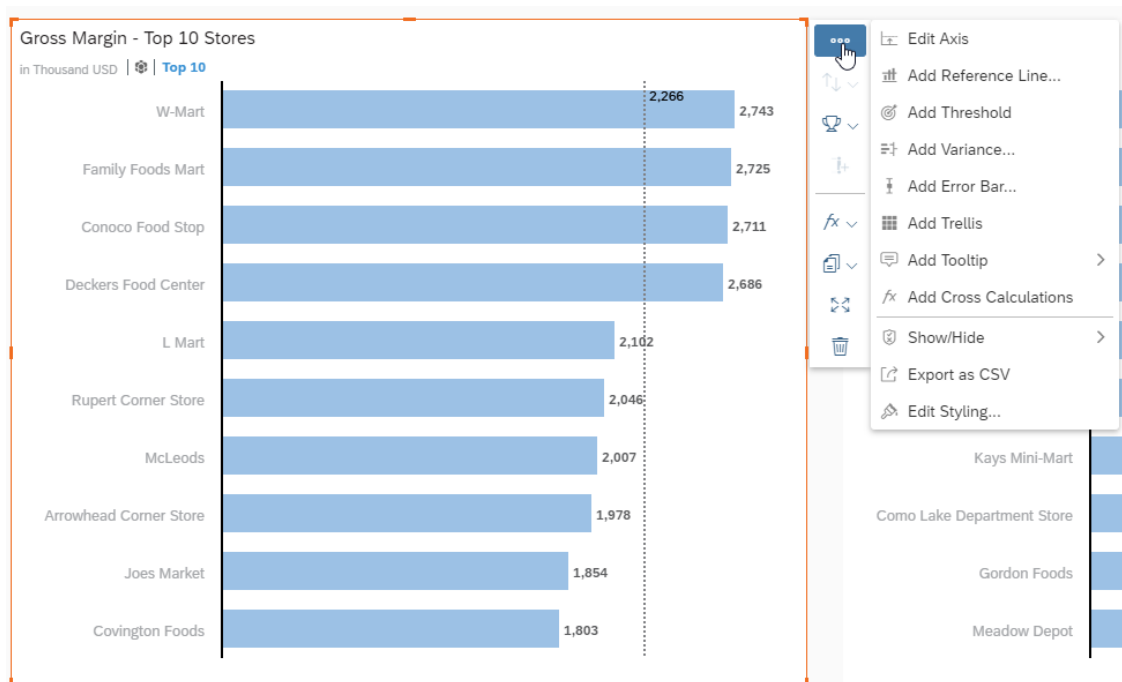 Gross Margin - Top 10 Stores
in Thousand USD | Top 10
2,266
W-Mart 2,743
Family Foods Mart 2,725
Conoco Food Stop 2,711
Deckers Food Center 2,686
L Mart 2,102
Rupert Corner Store 2,046
McLeods 2,007
Arrowhead Corner Store 1,978
Joes Market 1,854
Covington Foods 1,803
fx
Edit Axis
Add Reference Line...
Add Threshold
Add Variance...
Add Error Bar...
Add Trellis
Add Tooltip
fx Add Cross Calculations
Show/Hide
Export as CSV
Edit Styling...
Kays Mini-Mart
Como Lake Department Store
Gordon Foods
Meadow Depot